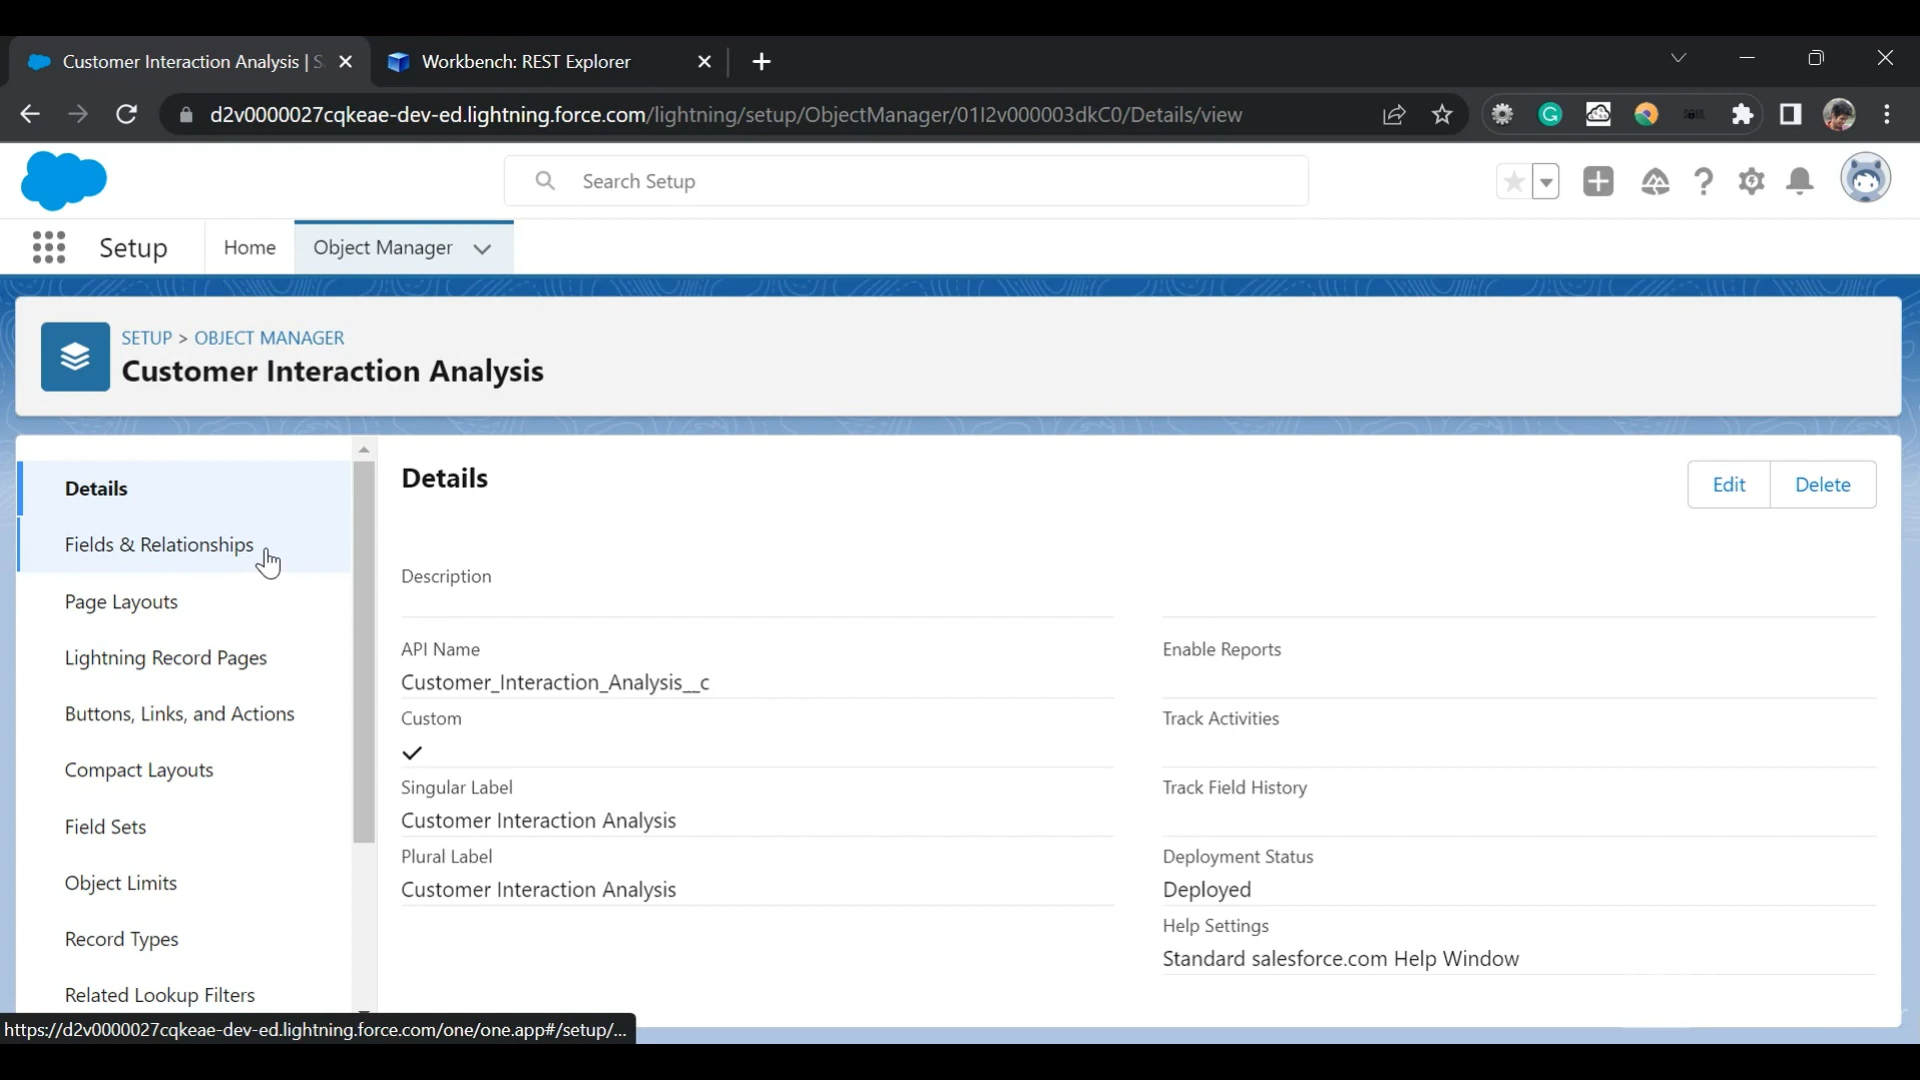 Customer Interaction Analysis | S
Workbench: REST Explorer
d2v0000027cqkeae-dev-ed.lightning.force.com/lightning/setup/ObjectManager/01I2v000003dkC0/Details/view
Search Setup
Setup
Home
Object Manager
SETUP > OBJECT MANAGER
Customer Interaction Analysis
Details
Fields & Relationships
Page Layouts
Lightning Record Pages
Buttons, Links, and Actions
Compact Layouts
Field Sets
Object Limits
Record Types
Related Lookup Filters
Details
Edit
Delete
Description
API Name
Customer_Interaction_Analysis__c
Custom
Singular Label
Customer Interaction Analysis
Plural Label
Customer Interaction Analysis
Enable Reports
Track Activities
Track Field History
Deployment Status
Deployed
Help Settings
Standard salesforce.com Help Window
https://d2v0000027cqkeae-dev-ed.lightning.force.com/one/one.app#/setup/...